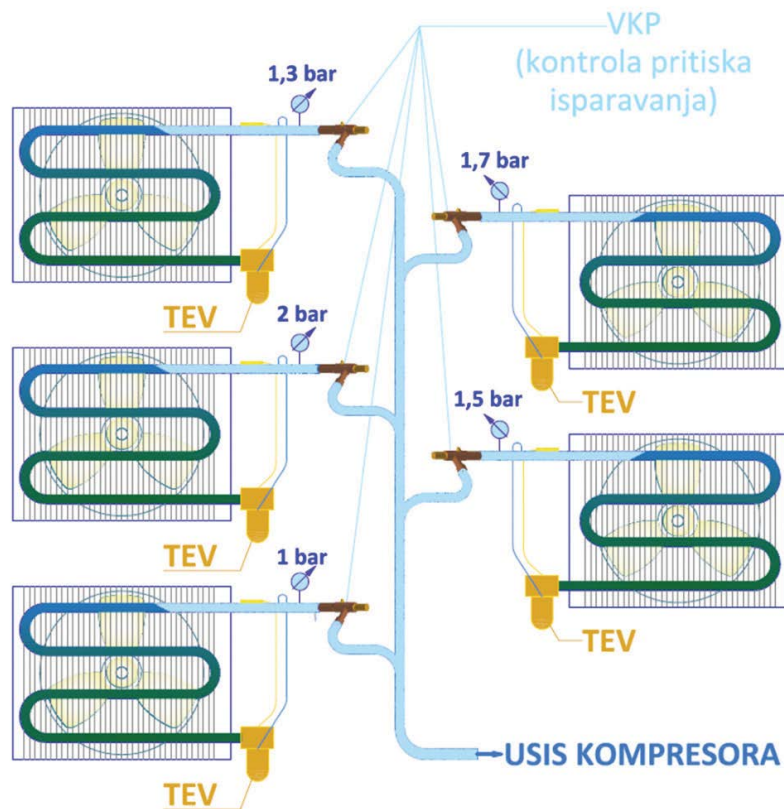 VKP
(kontrola pritiska
isparavanja)
1,3 bar
1,7 bar
TEV
2 bar
TEV
1,5 bar
TEV
1 bar
TEV
USIS KOMPRESORA
TEV